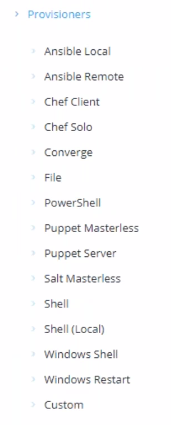 Provisioners
Ansible Local
Ansible Remote
Chef Client
Chef Solo
Converge
File
PowerShell
Puppet Masterless
Puppet Server
Salt Masterless
Shell
Shell (Local)
Windows Shell
Windows Restart
Custom